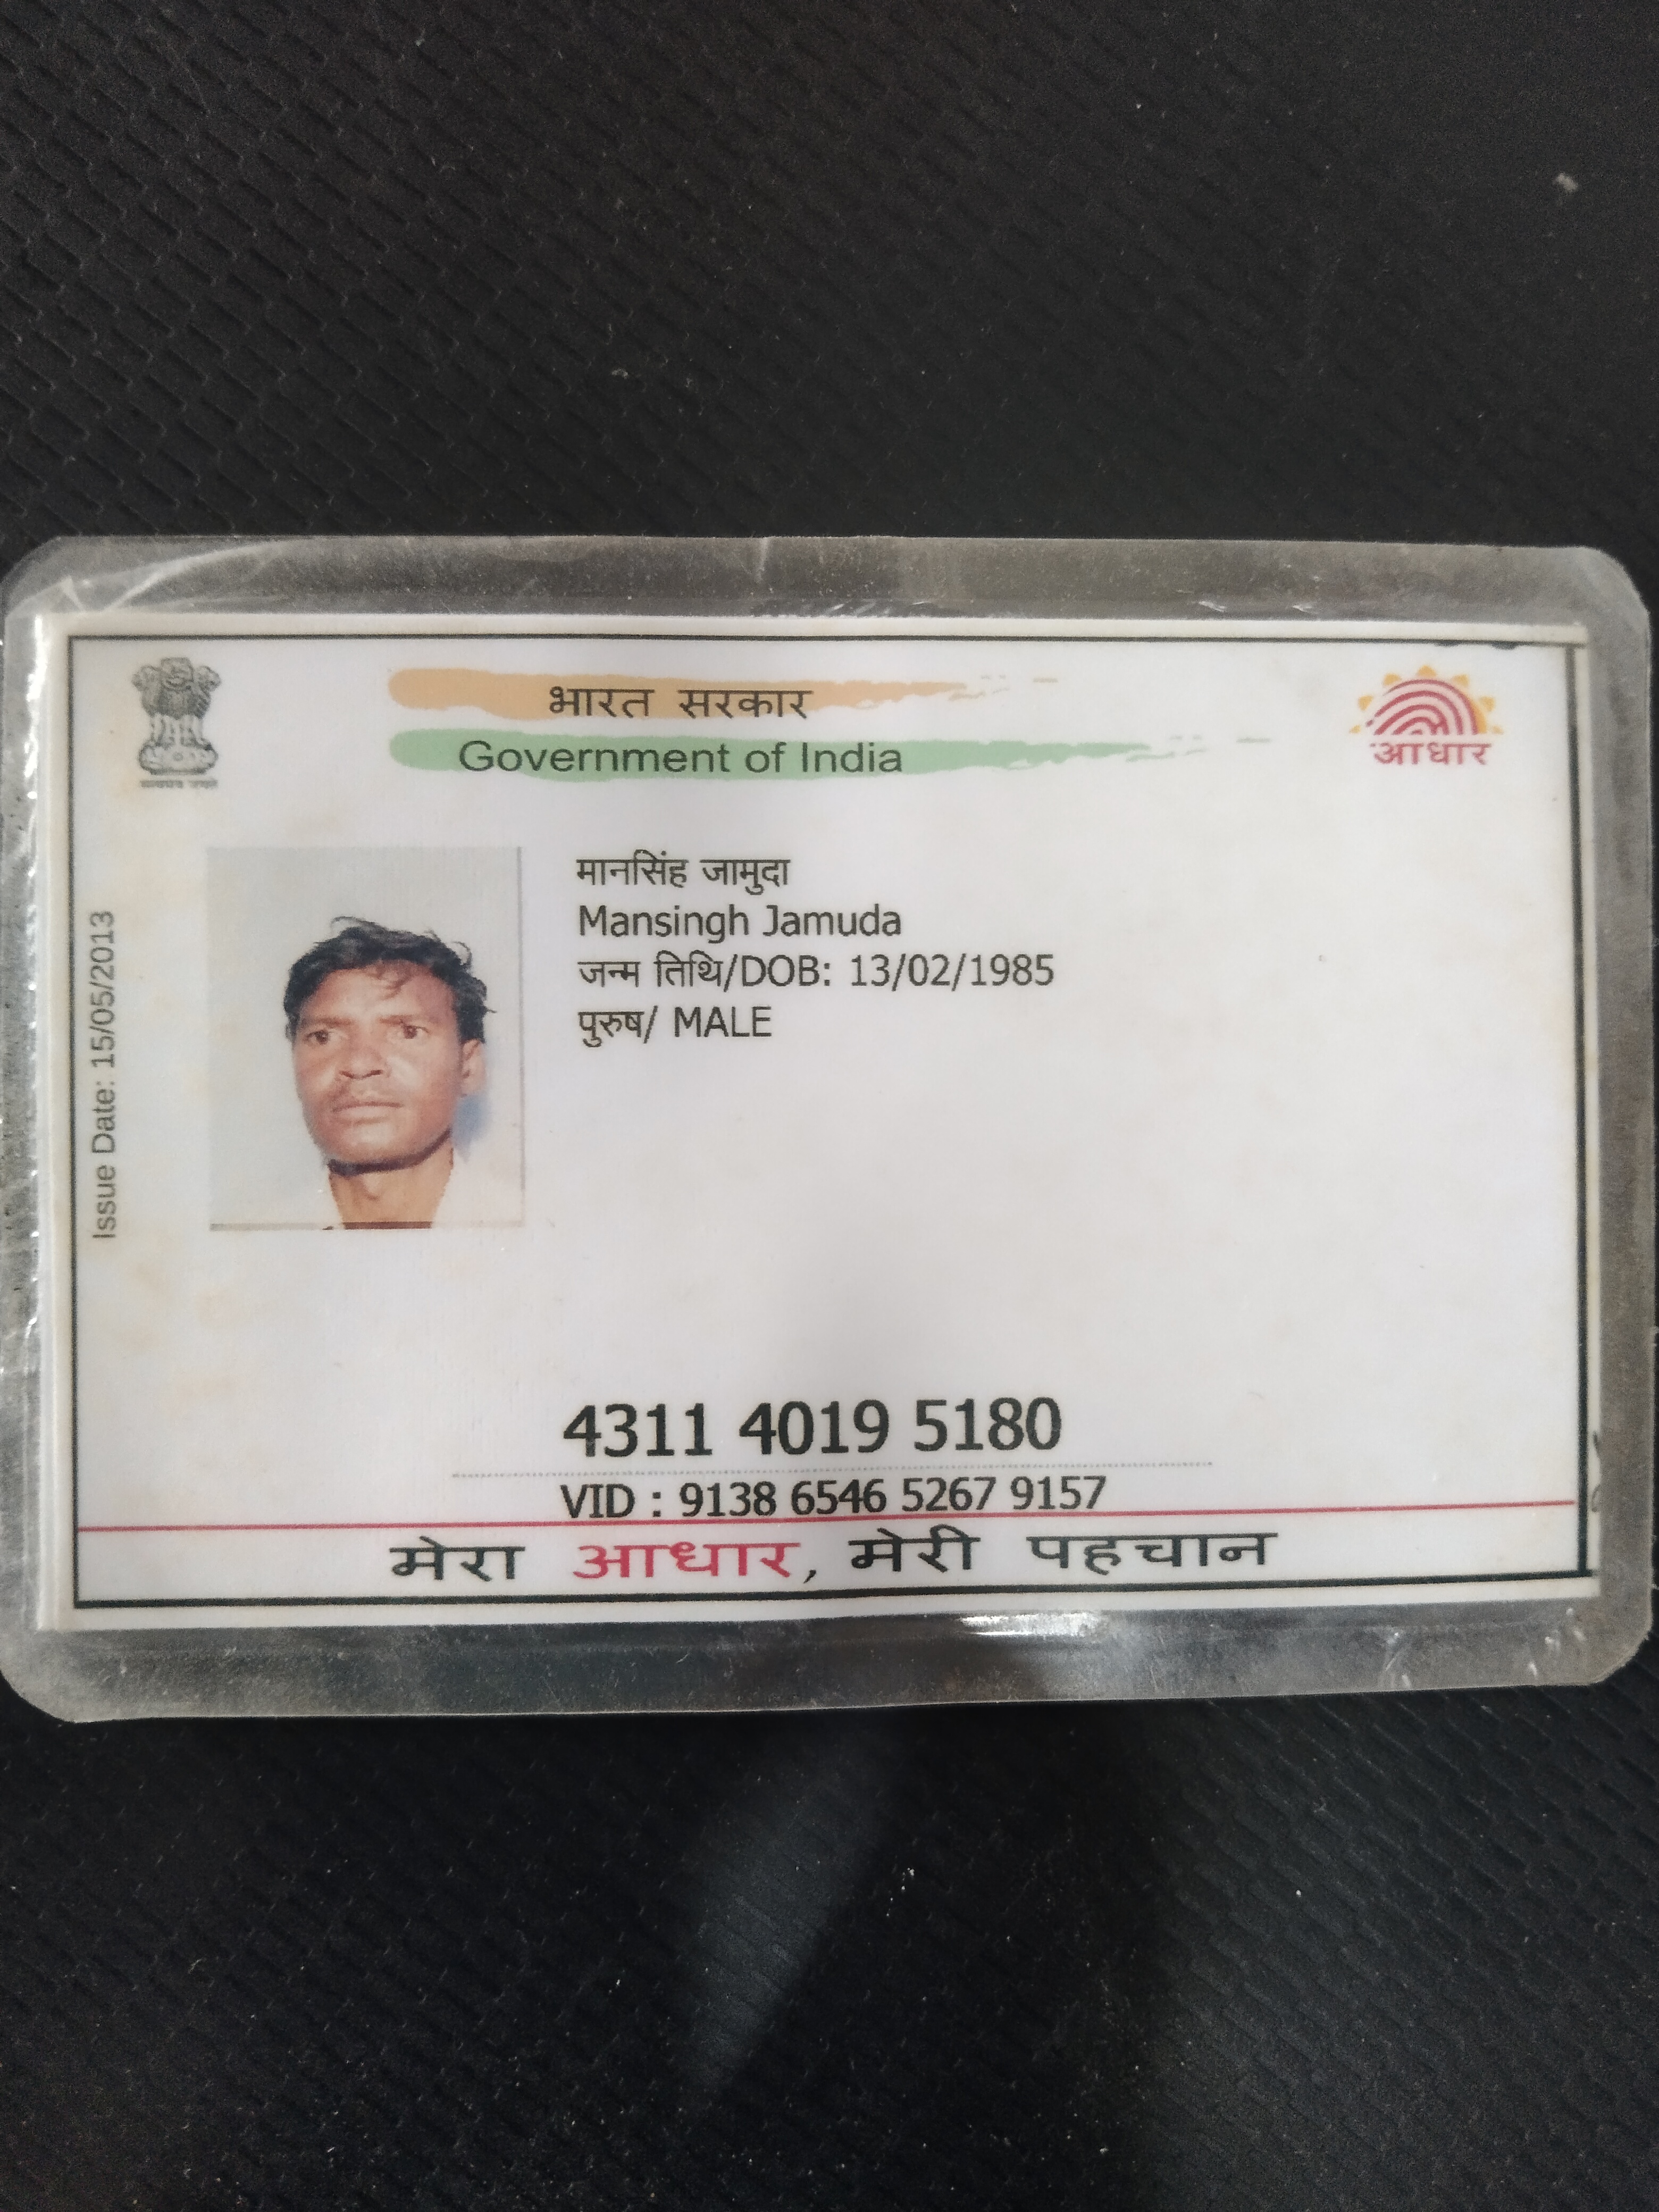 भारत सरकार
Government of India
आधार
Issue Date: 15/05/2013
मानसिंह जामुदा
Mansingh Jamuda
जन्म तिथि/DOB: 13/02/1985
पुरुष/ MALE
4311 4019 5180
VID : 9138 6546 5267 9157
मेरा आधार, मेरी पहचान